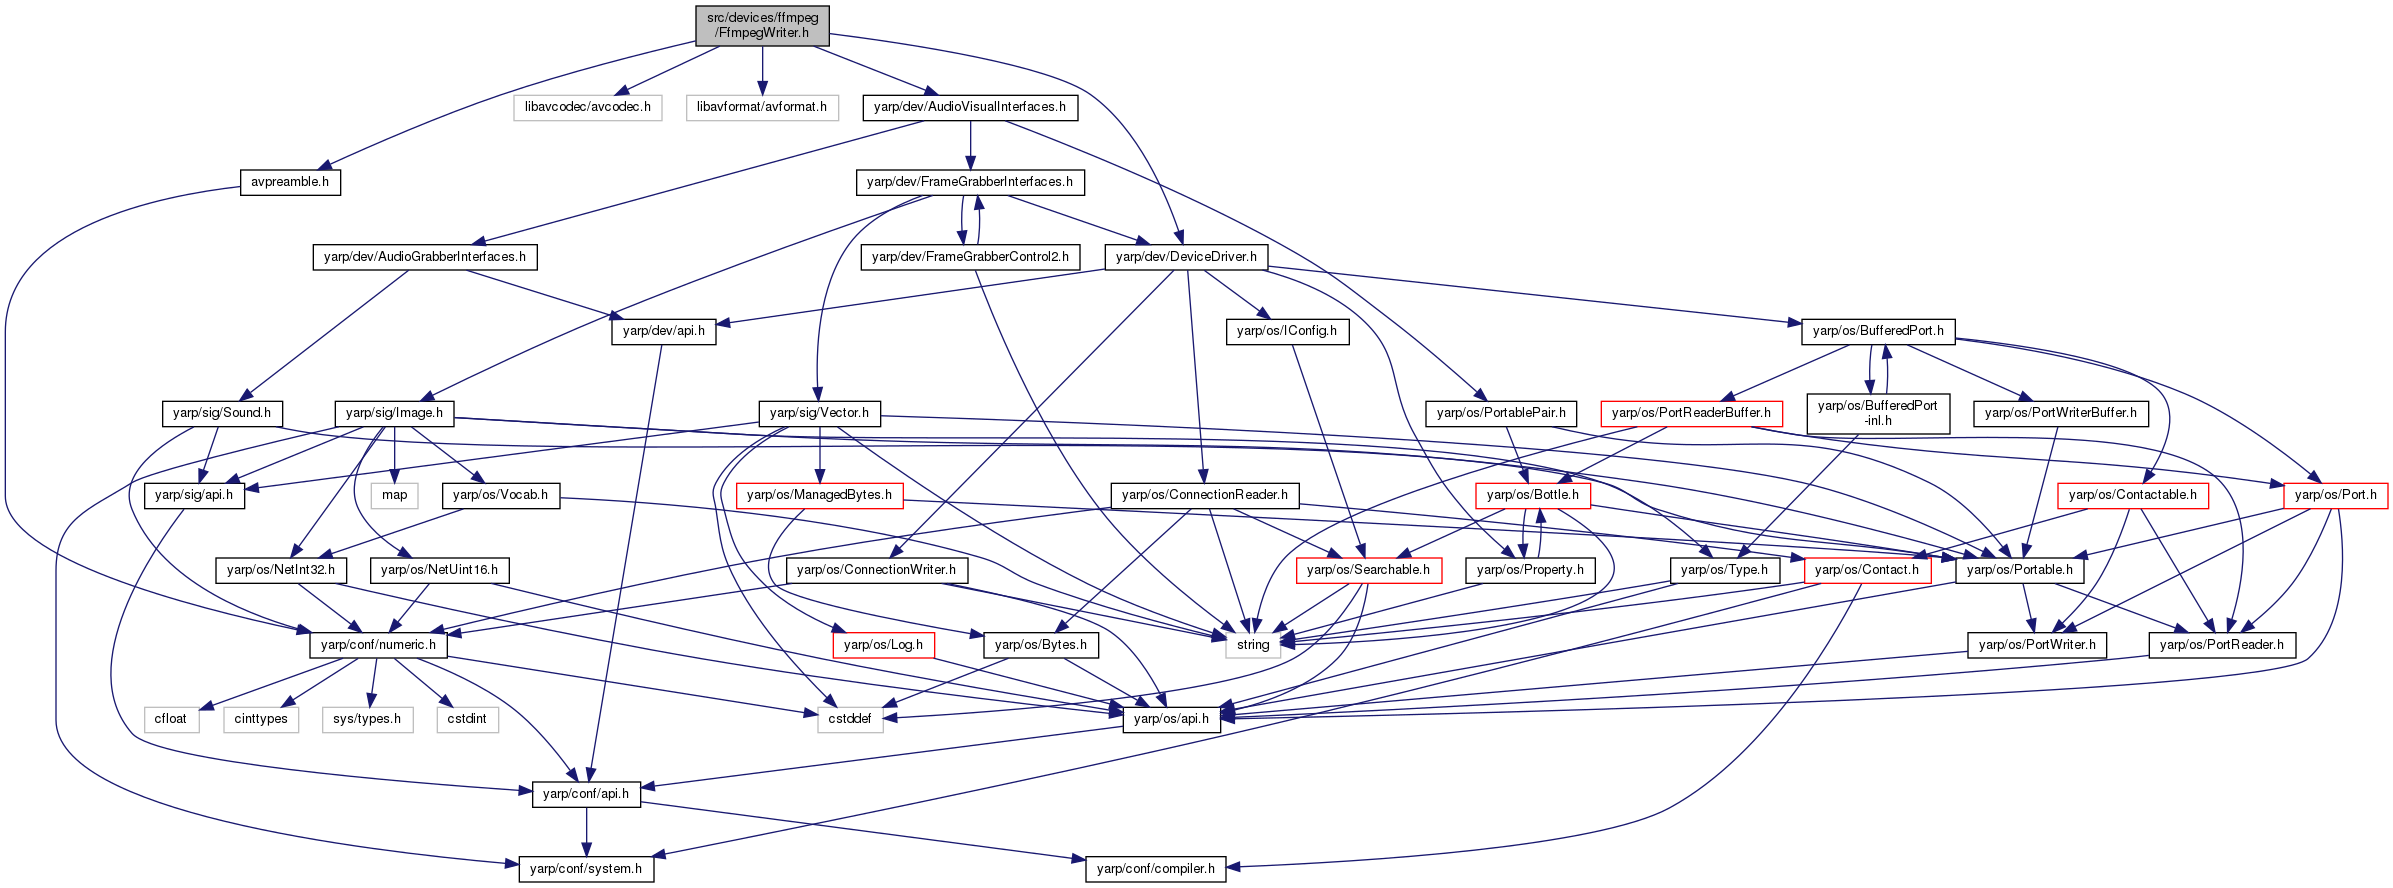 src/devices/ffmpeg
/FfmpegWriter.h
libavcodec/avcodec.h
libavformat/avformat.h
yarp/dev/AudioVisualInterfaces.h
avpreamble.h
yarp/dev/FrameGrabberInterfaces.h
yarp/dev/AudioGrabberInterfaces.h
yarp/dev/FrameGrabberControl2.h
yarp/dev/DeviceDriver.h
yarp/dev/api.h
yarp/os/IConfig.h
yarp/os/BufferedPort.h
yarp/sig/Sound.h
yarp/sig/Image.h
yarp/sig/Vector.h
yarp/os/PortablePair.h
yarp/os/PortReaderBuffer.h
yarp/os/BufferedPort
-inl.h
yarp/os/PortWriterBuffer.h
yarp/sig/api.h
map
yarp/os/Vocab.h
yarp/os/ManagedBytes.h
yarp/os/ConnectionReader.h
yarp/os/Bottle.h
yarp/os/Contactable.h
yarp/os/Port.h
yarp/os/NetInt32.h
yarp/os/NetUint16.h
yarp/os/ConnectionWriter.h
yarp/os/Searchable.h
yarp/os/Property.h
yarp/os/Type.h
yarp/os/Contact.h
yarp/os/Portable.h
yarp/conf/numeric.h
yarp/os/Log.h
yarp/os/Bytes.h
string
yarp/os/PortWriter.h
yarp/os/PortReader.h
cfloat
cinttypes
sys/types.h
cstdint
cstddef
yarp/os/api.h
yarp/conf/api.h
yarp/conf/system.h
yarp/conf/compiler.h